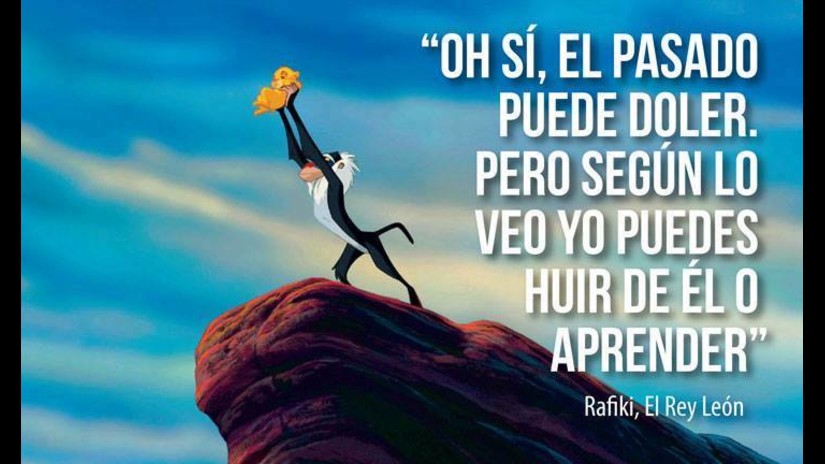 “OH SÍ, EL PASADO
PUEDE DOLER.
PERO SEGÚN LO
VEO YO PUEDES
HUIR DE ÉL O
APRENDER”
Rafiki, El Rey León